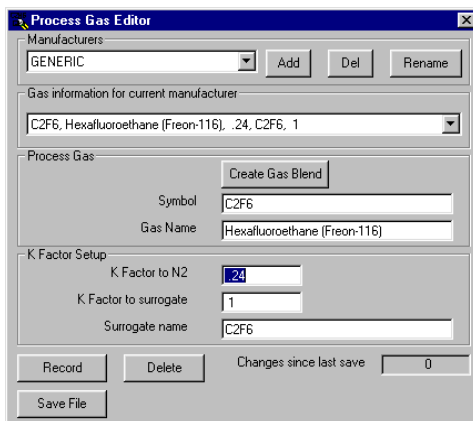 Process Gas Editor
Manufacturers
GENERIC Add Del Rename
Gas information for current manufacturer
C2F6, Hexafluoroethane (Freon-116), .24, C2F6, 1
Process Gas
Create Gas Blend
Symbol C2F6
Gas Name Hexafluoroethane (Freon-116)
K Factor Setup
K Factor to N2 .24
K Factor to surrogate 1
Surrogate name C2F6
Record Delete Changes since last save 0
Save File